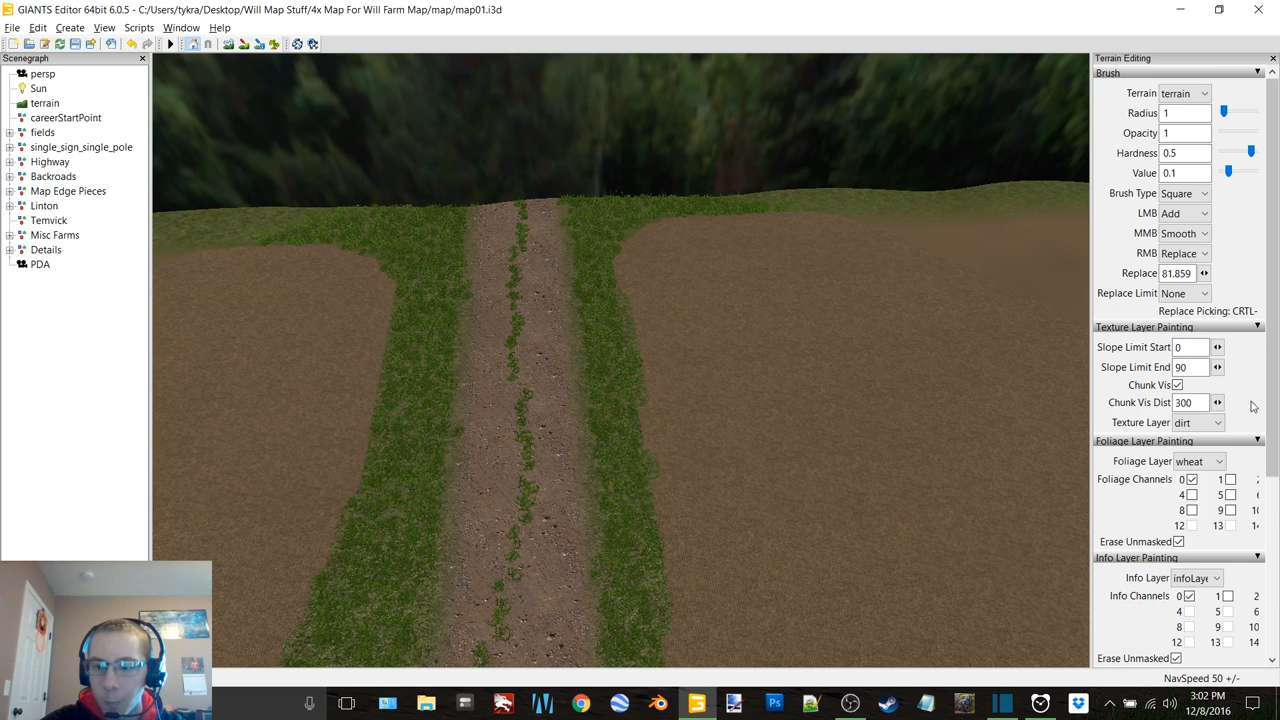 GIANTS Editor 64bit 6.0.5 - C:/Users/tykra/Desktop/Will Map Stuff/4x Map For Will Farm Map/map/map01.i3d
File Edit Create View Scripts Window Help
Scenegraph
persp
Sun
terrain
careerStartPoint
fields
single_sign_single_pole
Highway
Backroads
Map Edge Pieces
Linton
Temvick
Misc Farms
Details
PDA
Terrain Editing
Brush
Terrain terrain
Radius 1
Opacity 1
Hardness 0.5
Value 0.1
Brush Type Square
LMB Add
MMB Smooth
RMB Replace
Replace 81.859
Replace Limit None
Replace Picking: CRTL-
Texture Layer Painting
Slope Limit Start 0
Slope Limit End 90
Chunk Vis
Chunk Vis Dist 300
Texture Layer dirt
Foliage Layer Painting
Foliage Layer wheat
Foliage Channels 0 1 2
4 5 6
8 9 10
12 13 14
Erase Unmasked
Info Layer Painting
Info Layer infoLaye
Info Channels 0 1 2
4 5 6
8 9 10
12 13 14
Erase Unmasked
NavSpeed 50 +/-
3:02 PM
12/8/2016